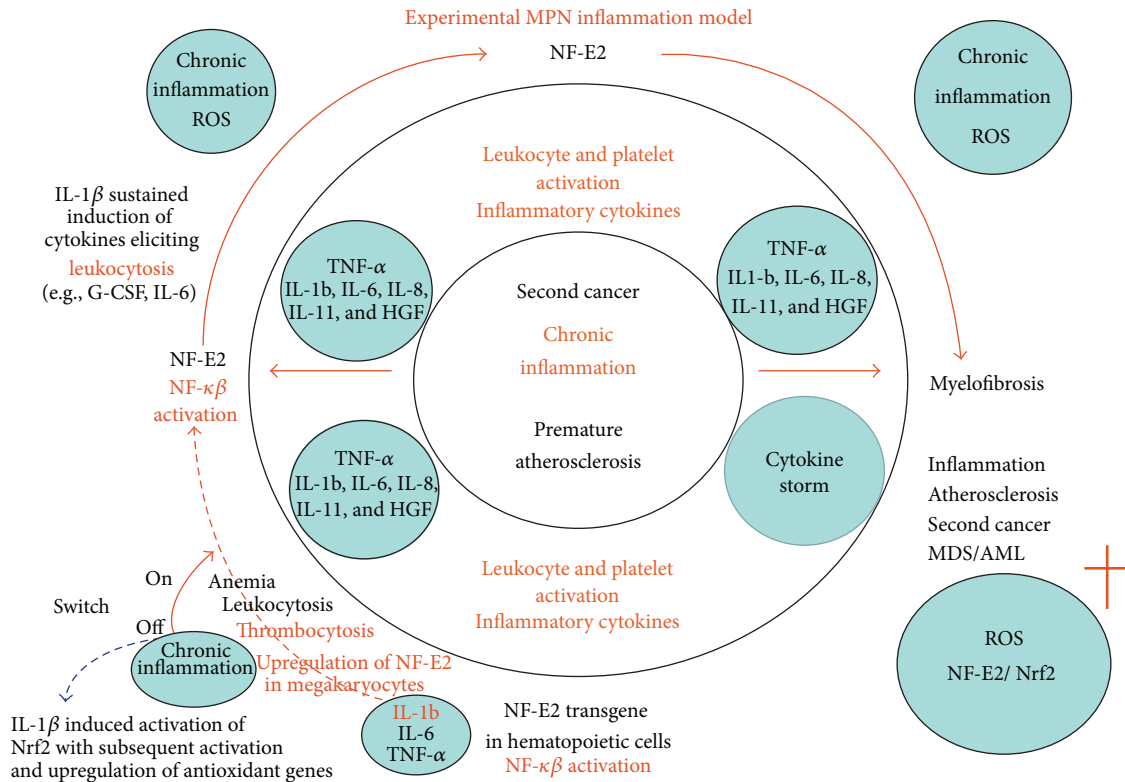 Experimental MPN inflammation model
NF-E2
Chronic
inflammation
ROS
Chronic
inflammation
ROS
Leukocyte and platelet
activation
Inflammatory cytokines
IL-1β sustained
induction of
cytokines eliciting
leukocytosis
(e.g., G-CSF, IL-6)
TNF-α
IL-1b, IL-6, IL-8,
IL-11, and HGF
TNF-α
IL1-b, IL-6, IL-8,
IL-11, and HGF
Second cancer
Chronic
inflammation
Premature
atherosclerosis
NF-E2
NF-κβ
activation
Myelofibrosis
TNF-α
IL-1b, IL-6, IL-8,
IL-11, and HGF
Cytokine
storm
Inflammation
Atherosclerosis
Second cancer
MDS/AML
Leukocyte and platelet
activation
Inflammatory cytokines
On
Switch
Off
Anemia
Leukocytosis
Thrombocytosis
Chronic
inflammation
Upregulation of NF-E2
in megakaryocytes
ROS
NF-E2/ Nrf2
IL-1b
IL-6
TNF-α
NF-E2 transgene
in hematopoietic cells
NF-κβ activation
IL-1β induced activation of
Nrf2 with subsequent activation
and upregulation of antioxidant genes